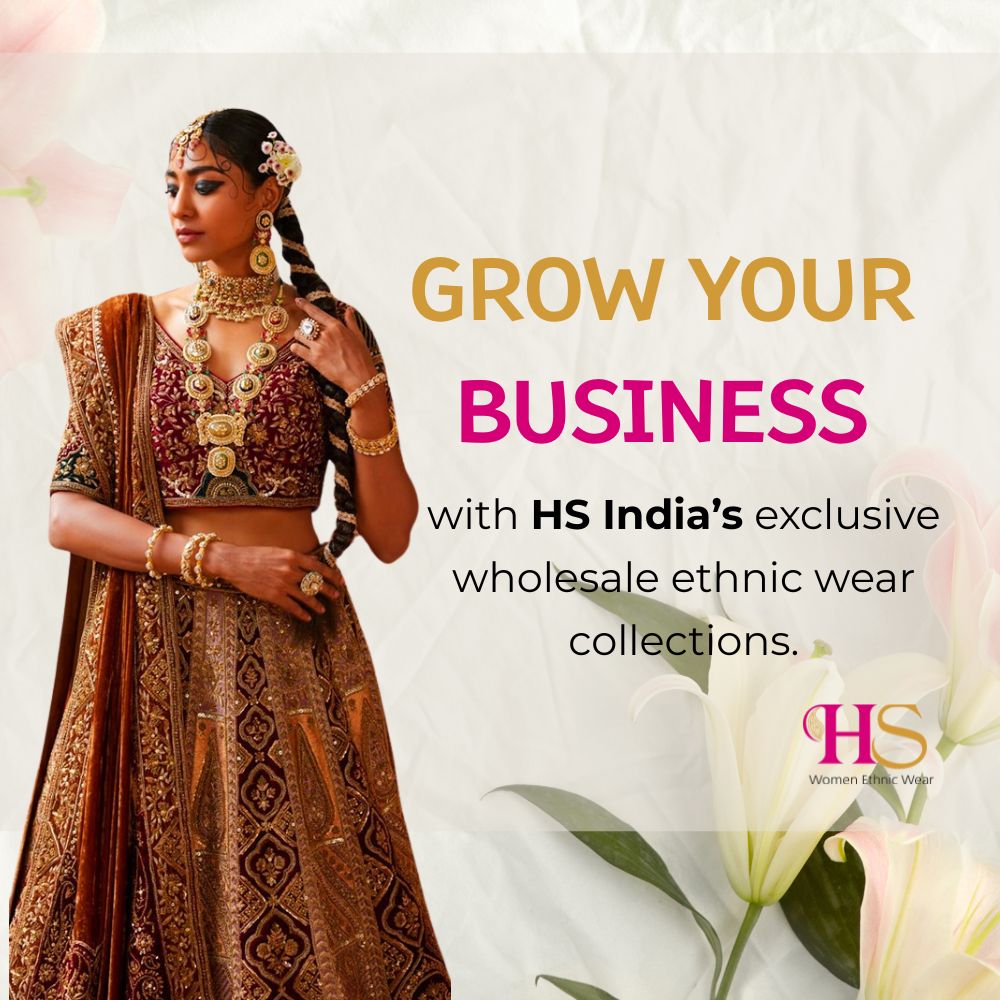 GROW YOUR
BUSINESS
with HS India’s exclusive
wholesale ethnic wear
collections.
HS
Women Ethnic Wear